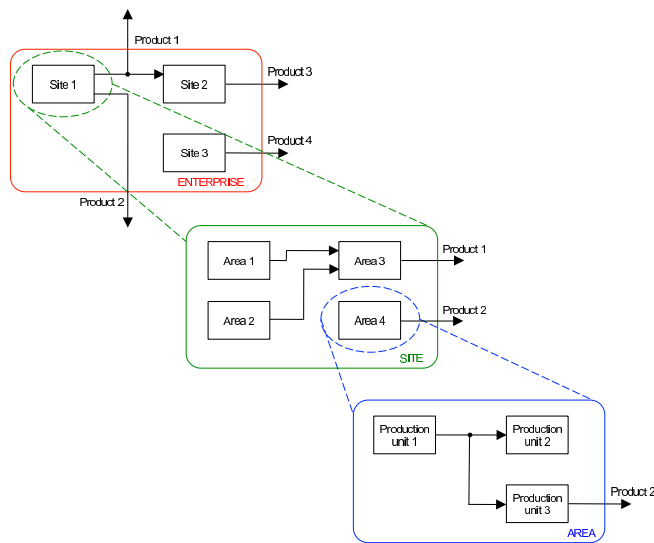 Product 1
Site 1
Site 2
Product 3
Site 3
Product 4
ENTERPRISE
Product 2
Area 1
Area 3
Product 1
Area 2
Area 4
Product 2
SITE
Production
unit 1
Production
unit 2
Production
unit 3
Product 2
AREA